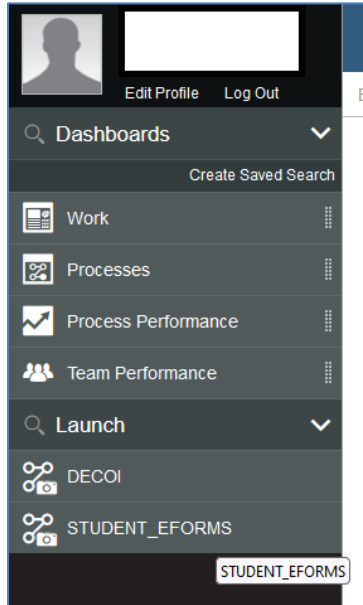 Edit Profile Log Out
Dashboards
Create Saved Search
Work
Processes
Process Performance
Team Performance
Launch
DECOI
STUDENT_EFORMS
STUDENT_EFORMS